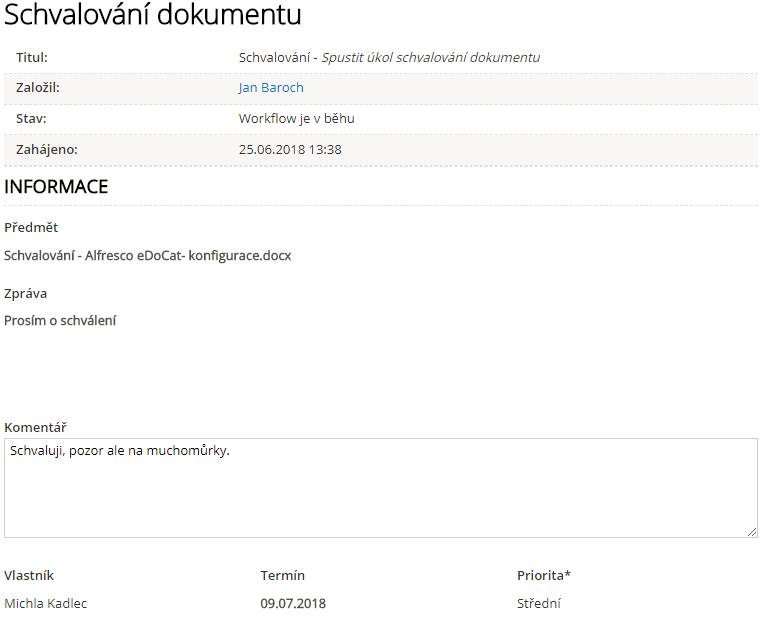 Schvalování dokumentu
Titul: Schvalování - Spustit úkol schvalování dokumentu
Založil: Jan Baroch
Stav: Workflow je v běhu
Zahájeno: 25.06.2018 13:38
INFORMACE
Předmět
Schvalování - Alfresco eDoCat- konfigurace.docx
Zpráva
Prosím o schválení
Komentář
Schvaluji, pozor ale na muchomůrky.
Vlastník Termín Priorita*
Michla Kadlec 09.07.2018 Střední